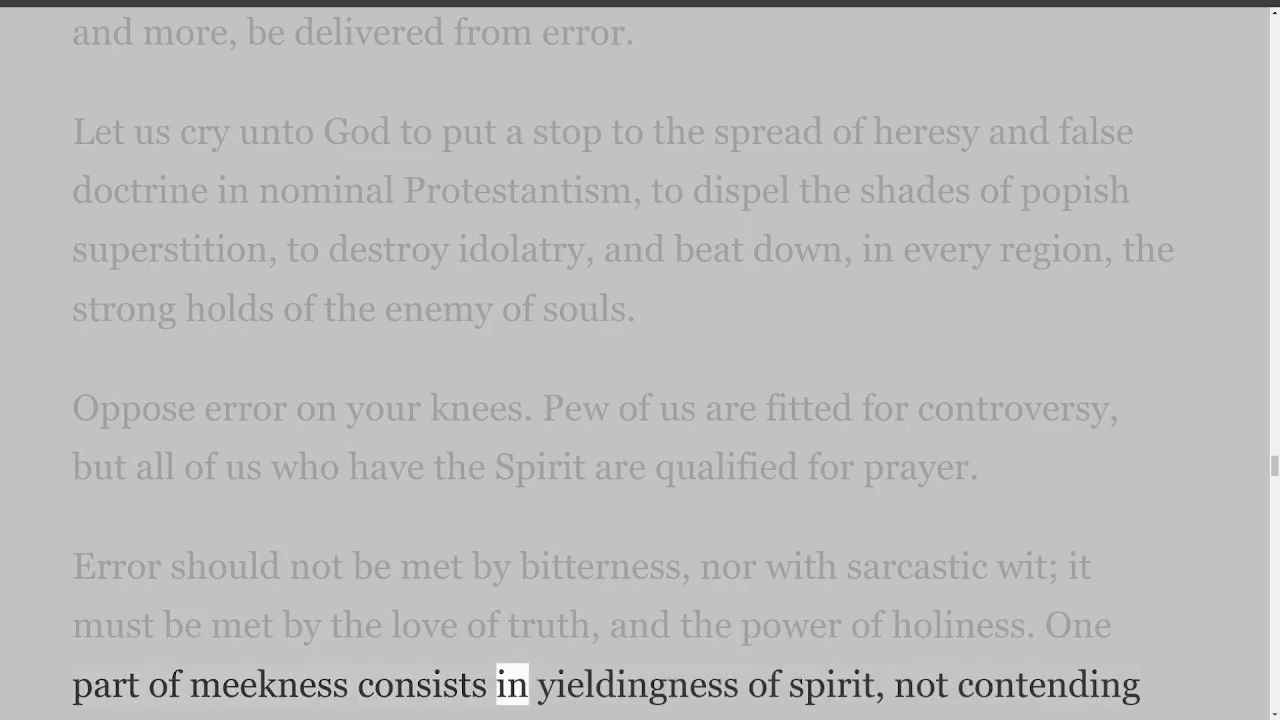 and more, be delivered from error.
Let us cry unto God to put a stop to the spread of heresy and false
doctrine in nominal Protestantism, to dispel the shades of popish
superstition, to destroy idolatry, and beat down, in every region, the
strong holds of the enemy of souls.
Oppose error on your knees. Pew of us are fitted for controversy,
but all of us who have the Spirit are qualified for prayer.
Error should not be met by bitterness, nor with sarcastic wit; it
must be met by the love of truth, and the power of holiness. One
part of meekness consists in yieldingness of spirit, not contending